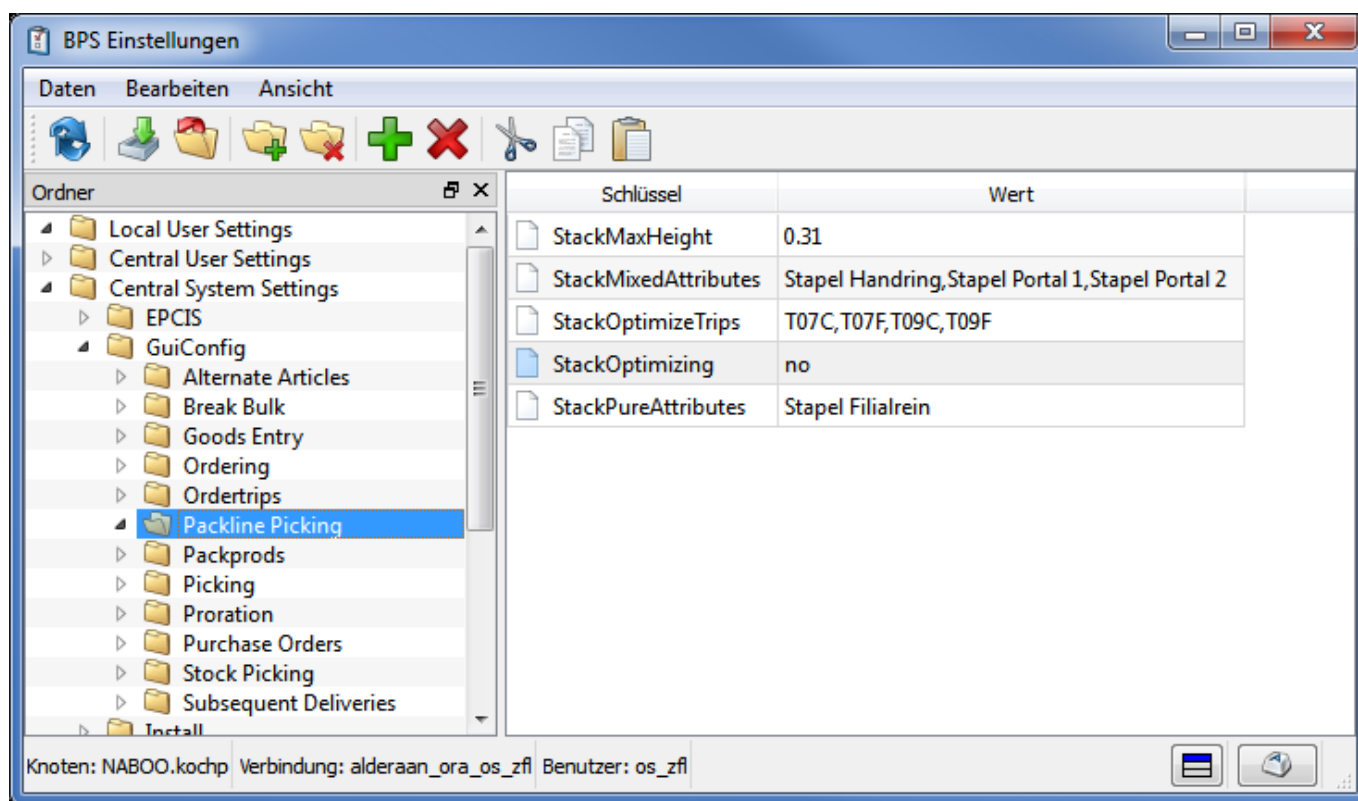 BPS Einstellungen
Daten Bearbeiten Ansicht
Ordner
Local User Settings
Central User Settings
Central System Settings
EPCIS
GuiConfig
Alternate Articles
Break Bulk
Goods Entry
Ordering
Ordertrips
Packline Picking
Packprods
Picking
Proration
Purchase Orders
Stock Picking
Subsequent Deliveries
Install
Schlüssel Wert
StackMaxHeight 0.31
StackMixedAttributes Stapel Handring,Stapel Portal 1,Stapel Portal 2
StackOptimizeTrips T07C,T07F,T09C,T09F
StackOptimizing no
StackPureAttributes Stapel Filialrein
Knoten: NABOO.kochp Verbindung: alderaan_ora_os_zfl Benutzer: os_zfl